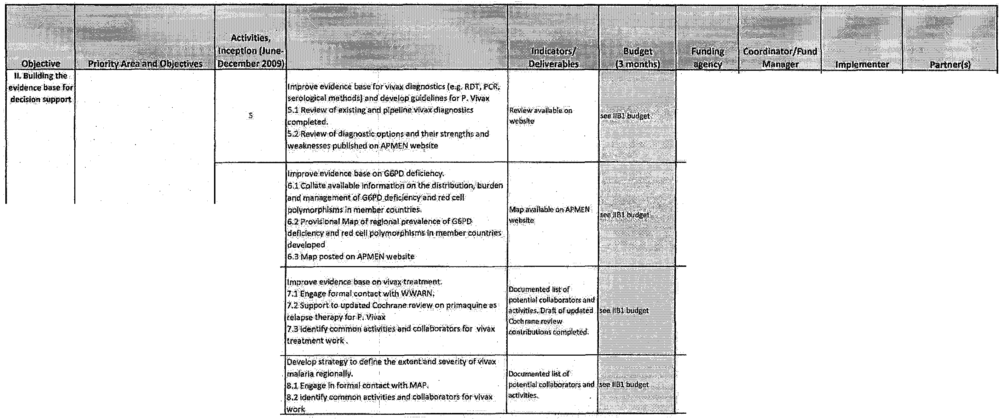 Objective
Priority Area and Objectives
Activities,
Inception (June-
December 2009)
Indicators/
Deliverables
Budget
(3 months)
Funding
agency
Coordinator/Fund
Manager
Implementer
Partner(s)
II. Building the
evidence base for
decision support
5
Improve evidence base for vivax diagnostics (e.g. RDT, PCR,
serological methods) and develop guidelines for P. Vivax
5.1 Review of existing and pipeline vivax diagnostics
completed.
5.2 Review of diagnostic options and their strengths and
weaknesses published on APMEN website
Review available on
website
see IIB1 budget
Improve evidence base on G6PD deficiency.
6.1 Collate available information on the distribution, burden
and management of G6PD deficiency and red cell
polymorphisms in member countries.
6.2 Provisional Map of regional prevalence of G6PD
deficiency and red cell polymorphisms in member countries
developed
6.3 Map posted on APMEN website
Map available on APMEN
website
see IIB1 budget
Improve evidence base on vivax treatment.
7.1 Engage formal contact with WWARN.
7.2 Support to updated Cochrane review on primaquine as
relapse therapy for P. Vivax
7.3 Identify common activities and collaborators for vivax
treatment work.
Documented list of
potential collaborators and
activities. Draft of updated
Cochrane review
contributions completed.
see IIB1 budget
Develop strategy to define the extent and severity of vivax
malaria regionally.
8.1 Engage in formal contact with MAP.
8.2 Identify common activities and collaborators for vivax
work
Documented list of
potential collaborators and
activities.
see IIB1 budget